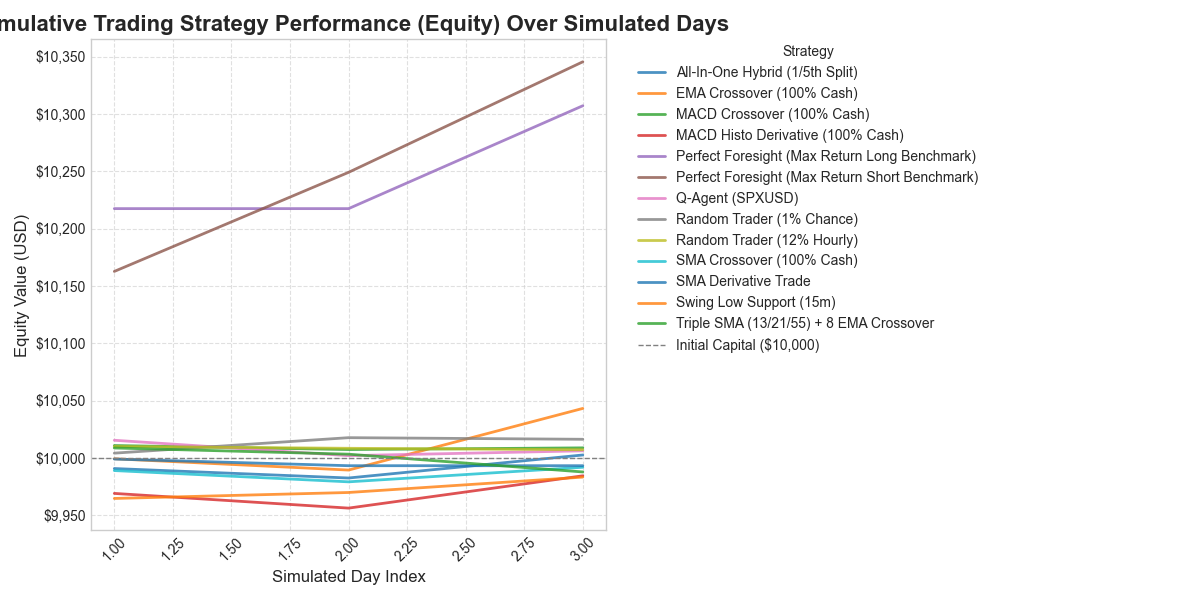 mulative Trading Strategy Performance (Equity) Over Simulated Days
Equity Value (USD)
$10,350
$10,300
$10,250
$10,200
$10,150
$10,100
$10,050
$10,000
$9,950
1.00 1.25 1.50 1.75 2.00 2.25 2.50 2.75 3.00
Simulated Day Index
Strategy
All-In-One Hybrid (1/5th Split)
EMA Crossover (100% Cash)
MACD Crossover (100% Cash)
MACD Histo Derivative (100% Cash)
Perfect Foresight (Max Return Long Benchmark)
Perfect Foresight (Max Return Short Benchmark)
Q-Agent (SPXUSD)
Random Trader (1% Chance)
Random Trader (12% Hourly)
SMA Crossover (100% Cash)
SMA Derivative Trade
Swing Low Support (15m)
Triple SMA (13/21/55) + 8 EMA Crossover
Initial Capital ($10,000)